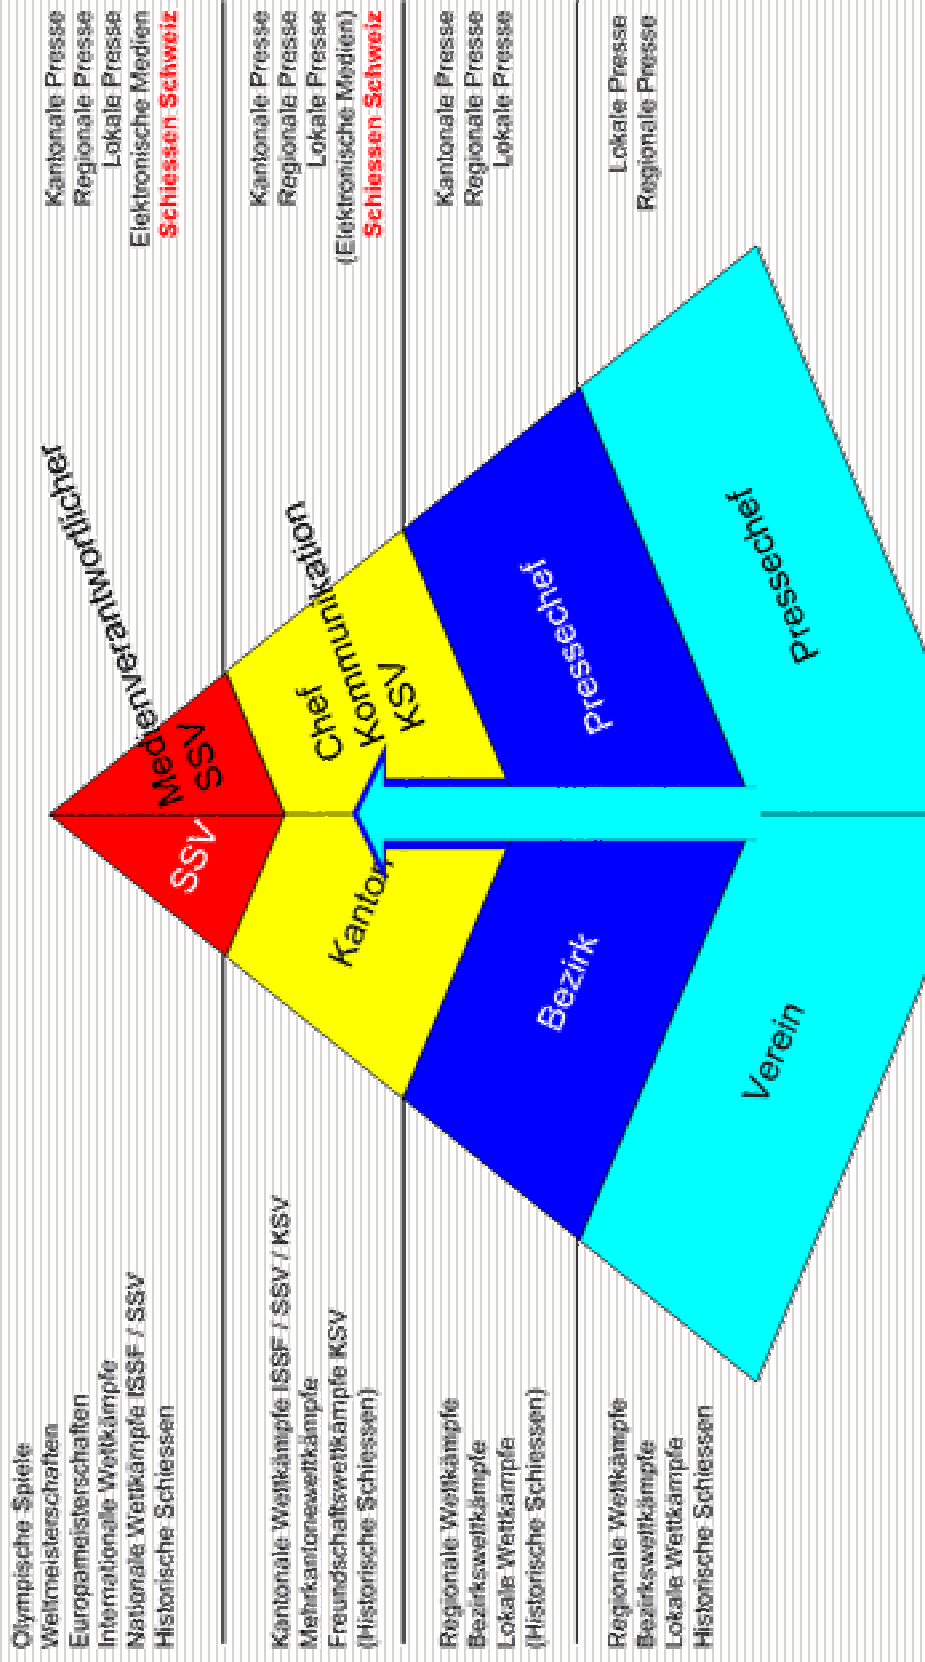 Olympische Spiele
Weltmeisterschaften
Europameisterschaften
Internationale Wettkämpfe
Nationale Wettkämpfe ISSF / SSV
Historische Schiessen
SSV
Medienverantwortlicher
SSV
Kantonale Presse
Regionale Presse
Lokale Presse
Elektronische Medien
Schiessen Schweiz
Kantonale Wettkämpfe ISSF / SSV / KSV
Mehrkantonewettkämpfe
Freundschaftswettkämpfe KSV
(Historische Schiessen)
Kanton
Chef
Kommunikation
KSV
Kantonale Presse
Regionale Presse
Lokale Presse
(Elektronische Medien)
Schiessen Schweiz
Regionale Wettkämpfe
Bezirkswettkämpfe
Lokale Wettkämpfe
(Historische Schiessen)
Bezirk
Pressechef
Kantonale Presse
Regionale Presse
Lokale Presse
Regionale Wettkämpfe
Bezirkswettkämpfe
Lokale Wettkämpfe
Historische Schiessen
Verein
Pressechef
Lokale Presse
Regionale Presse